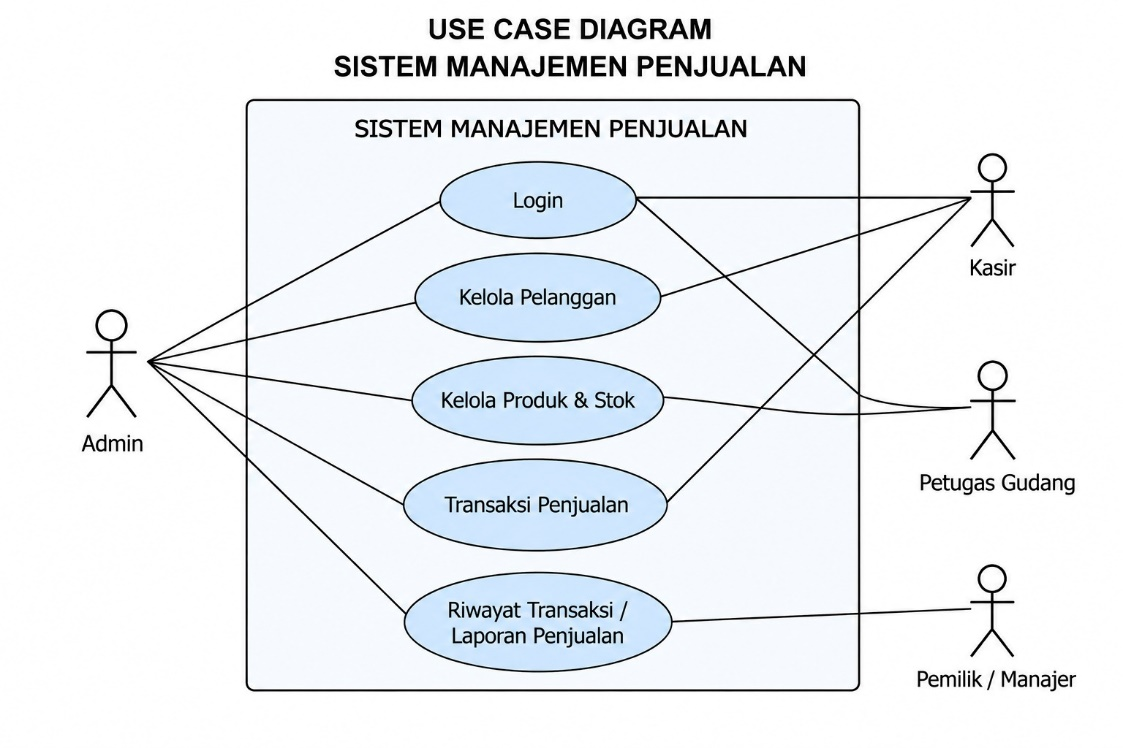 USE CASE DIAGRAM
SISTEM MANAJEMEN PENJUALAN
SISTEM MANAJEMEN PENJUALAN
Login
Kelola Pelanggan
Kelola Produk & Stok
Transaksi Penjualan
Riwayat Transaksi /
Laporan Penjualan
Admin
Kasir
Petugas Gudang
Pemilik / Manajer